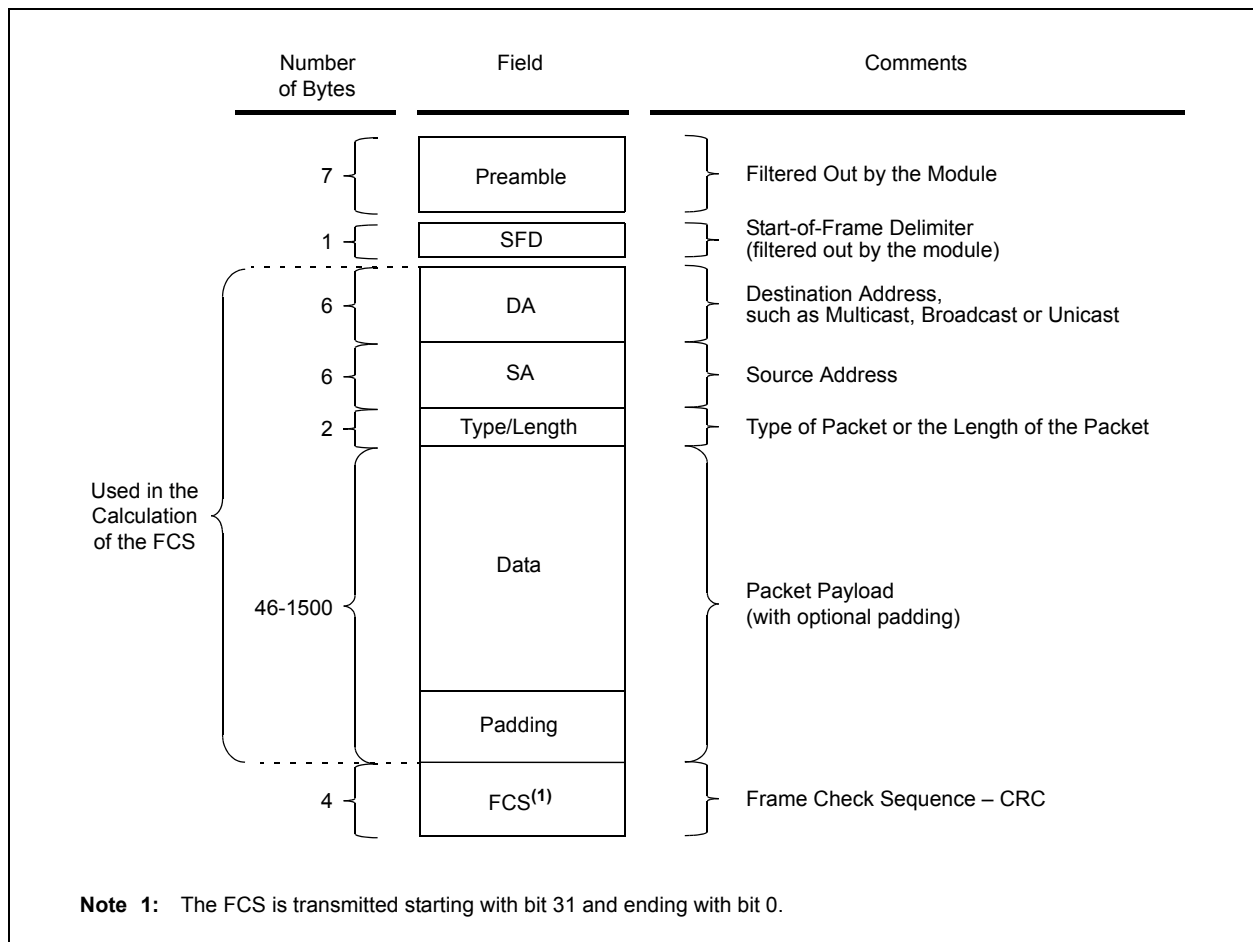 Number
of Bytes
Field
Comments
7
Preamble
Filtered Out by the Module
1
SFD
Start-of-Frame Delimiter
(filtered out by the module)
6
DA
Destination Address,
such as Multicast, Broadcast or Unicast
6
SA
Source Address
2
Type/Length
Type of Packet or the Length of the Packet
Used in the
Calculation
of the FCS
46-1500
Data
Padding
Packet Payload
(with optional padding)
4
FCS(1)
Frame Check Sequence – CRC
Note 1: The FCS is transmitted starting with bit 31 and ending with bit 0.